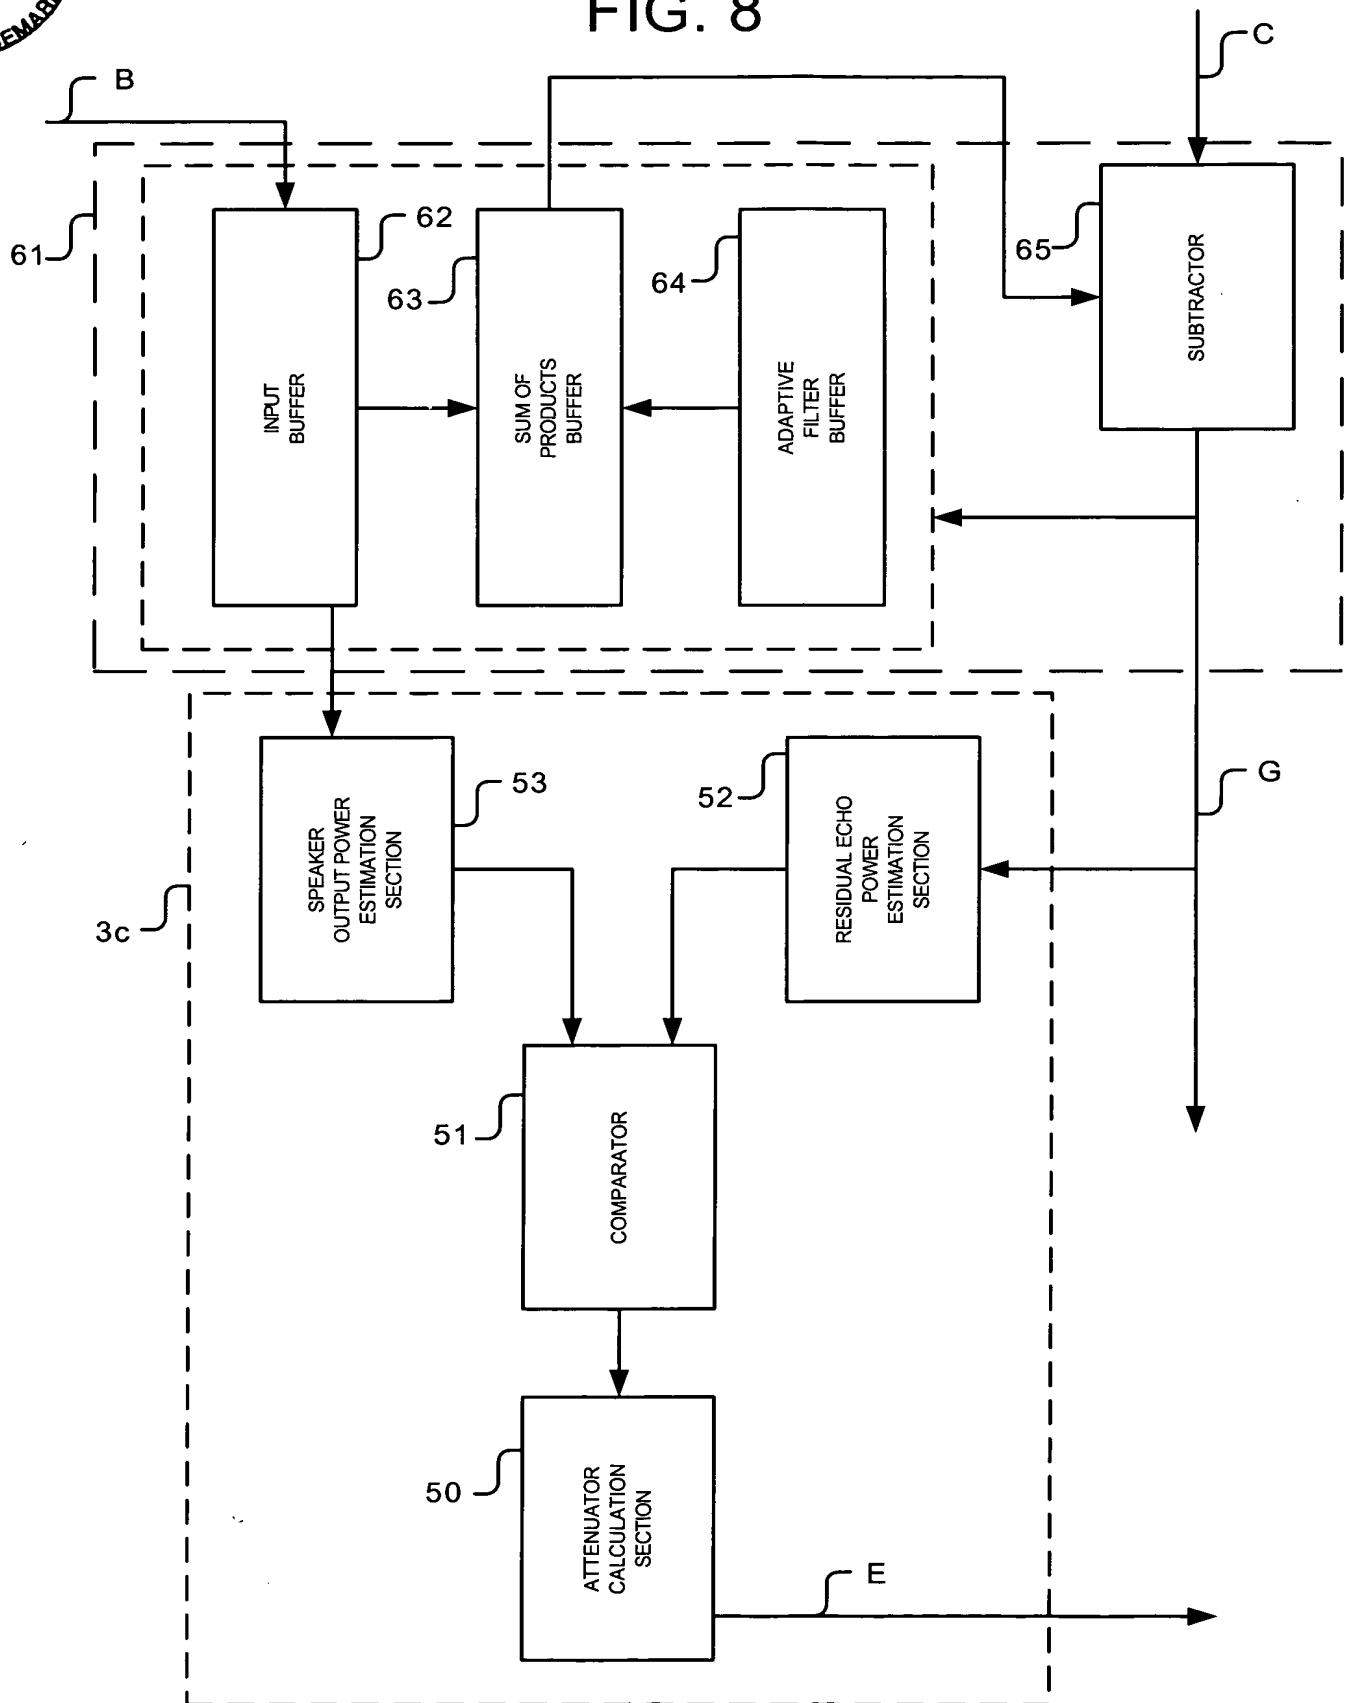 FIG. 8
C
B
61
62
63
64
65
INPUT
BUFFER
SUM OF
PRODUCTS
BUFFER
ADAPTIVE
FILTER
BUFFER
SUBTRACTOR
G
53
52
SPEAKER
OUTPUT POWER
ESTIMATION
SECTION
RESIDUAL ECHO
POWER
ESTIMATION
SECTION
3c
51
COMPARATOR
50
ATTENUATOR
CALCULATION
SECTION
E